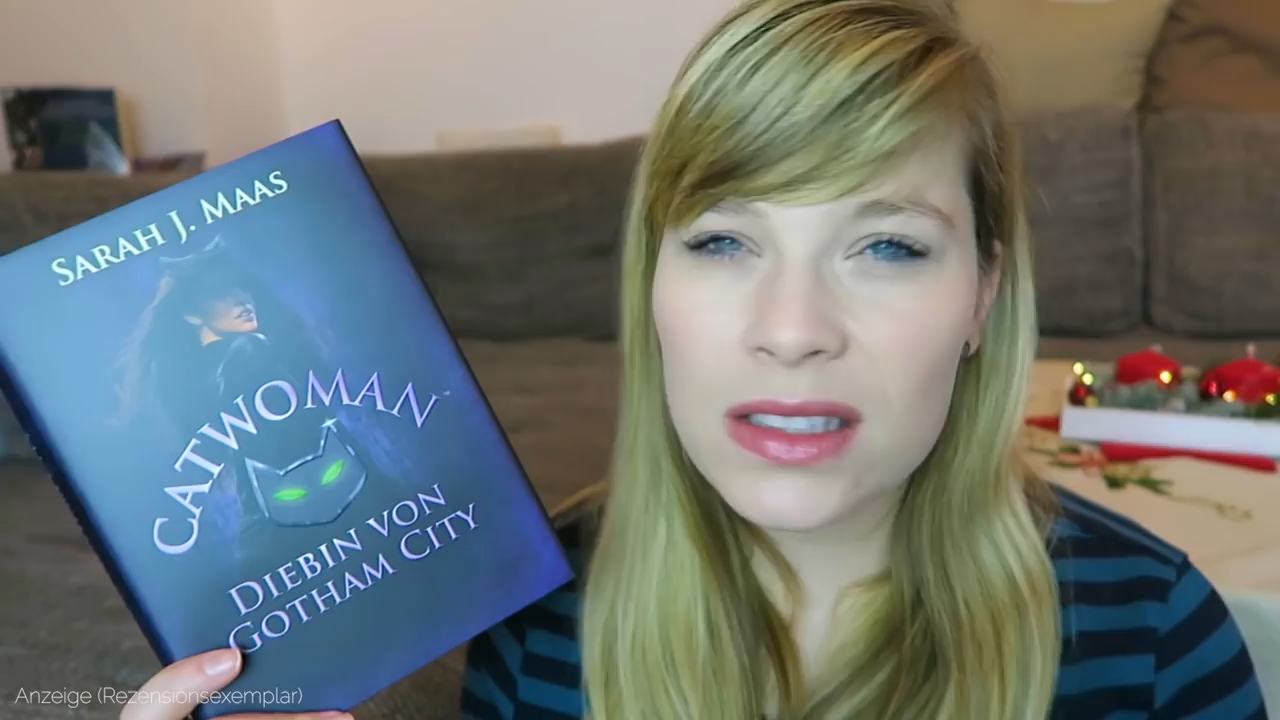 SARAH J. MAAS
CATWOMAN
DIEBIN VON
GOTHAM CITY
Anzeige (Rezensionsexemplar)